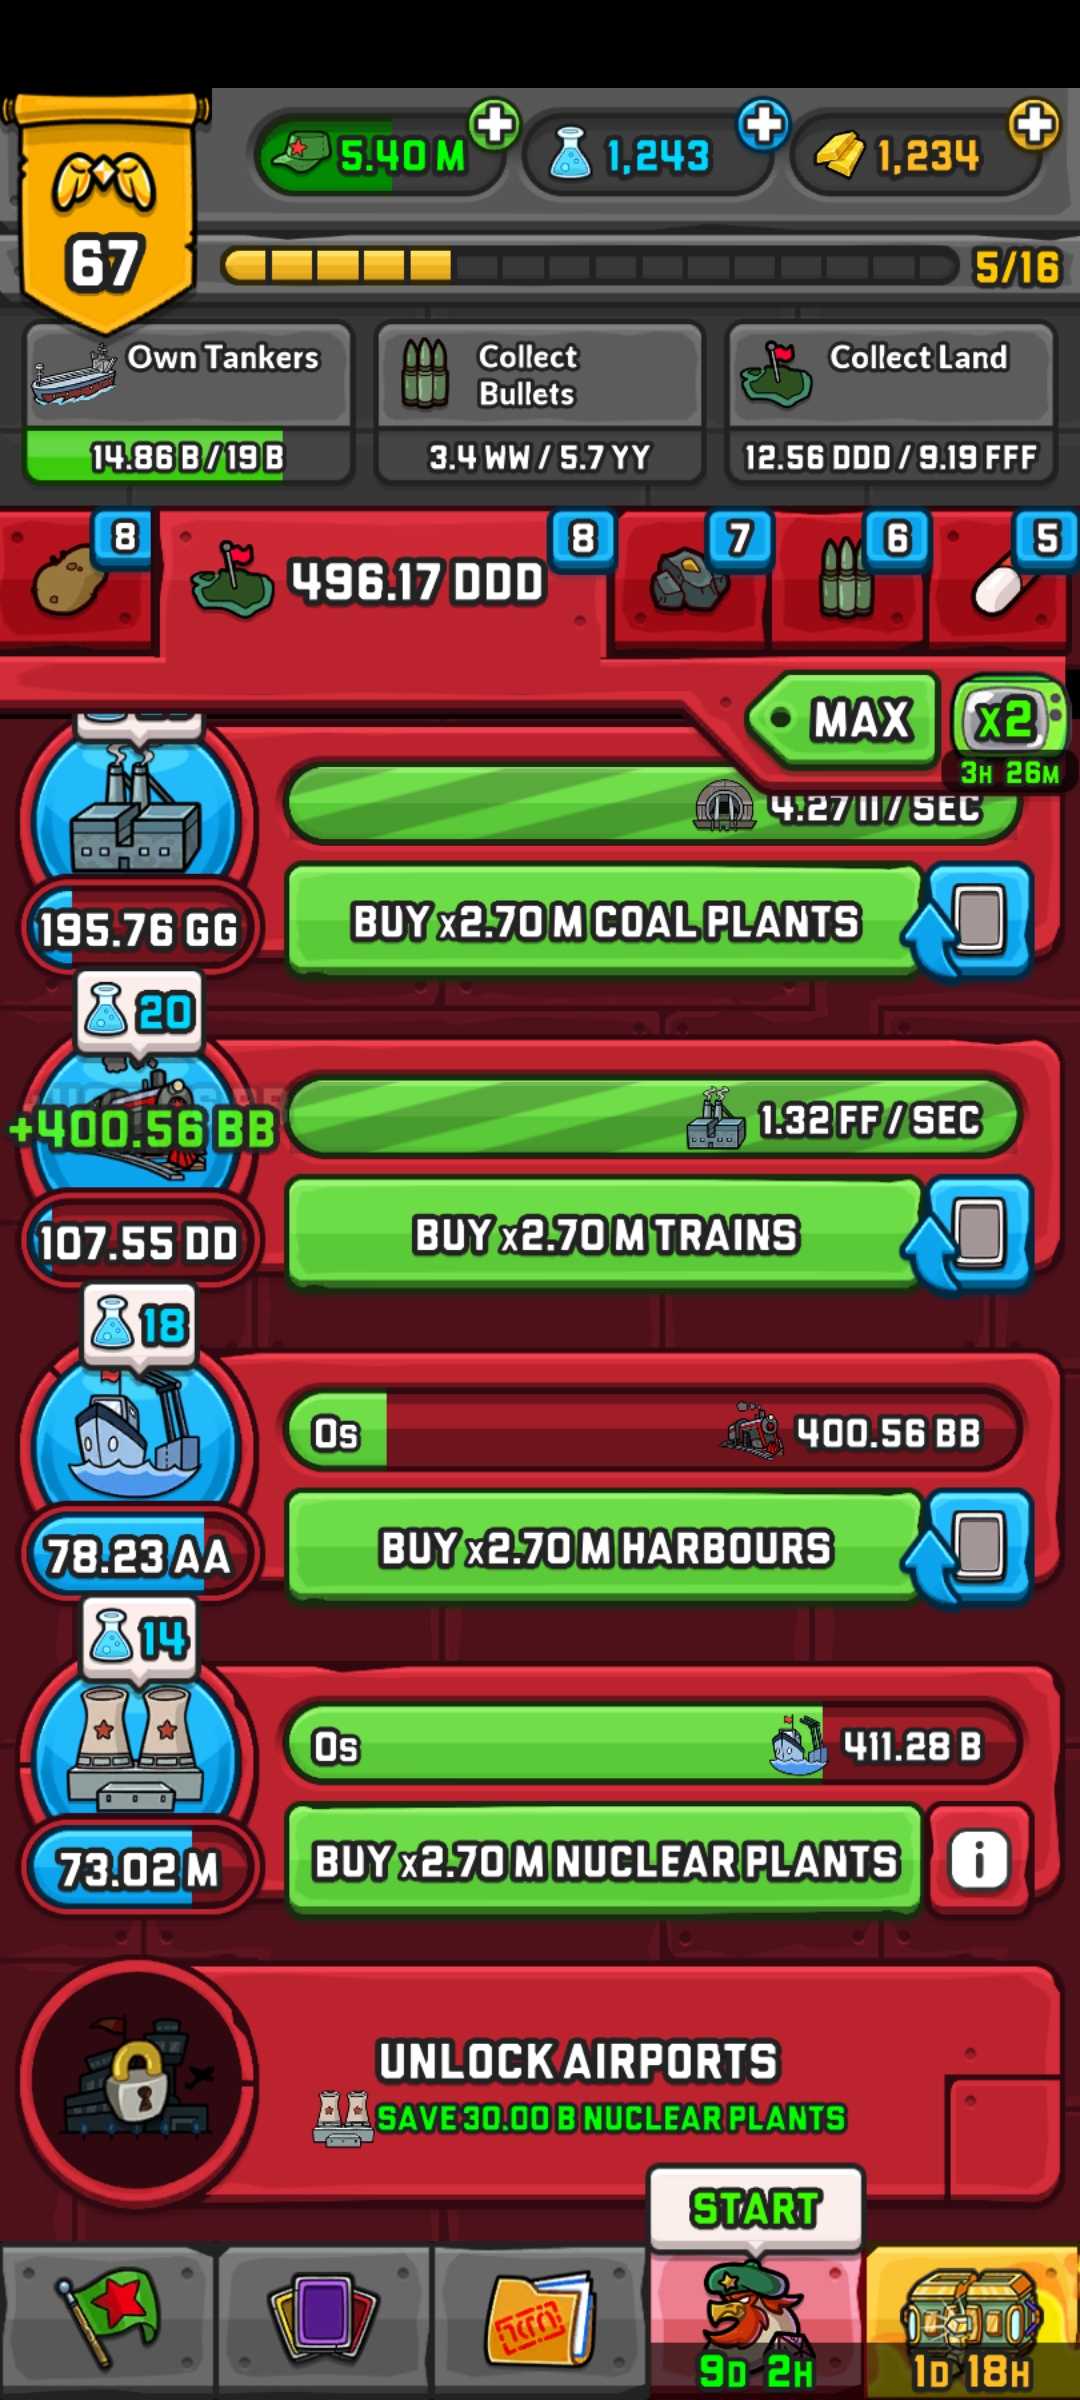 5.40 M
1,243
1,234
67
5/16
Own Tankers
14.86 B / 19 B
Collect
Bullets
3.4 WW / 5.7 YY
Collect Land
12.56 DDD / 9.19 FFF
8
496.17 DDD
8
7
6
5
MAX
x2
3H 26M
4.27 II / SEC
BUY x2.70 M COAL PLANTS
195.76 GG
20
+400.56 BB
1.32 FF / SEC
BUY x2.70 M TRAINS
107.55 DD
18
0s
400.56 BB
BUY x2.70 M HARBOURS
78.23 AA
14
0s
411.28 B
BUY x2.70 M NUCLEAR PLANTS
i
73.02 M
UNLOCK AIRPORTS
SAVE 30.00 B NUCLEAR PLANTS
START
9D 2H
1D 18H